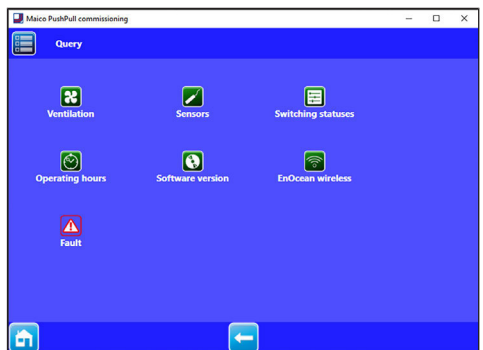 Maico PushPull commissioning
Query
Ventilation
Sensors
Switching statuses
Operating hours
Software version
EnOcean wireless
Fault